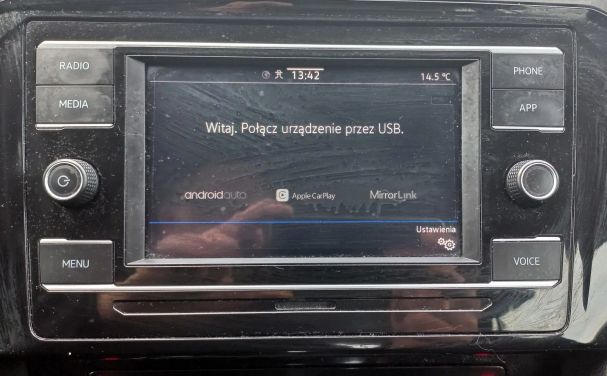 RADIO
MEDIA
MENU
13:42
14.5 °C
Witaj. Połącz urządzenie przez USB.
androidauto
Apple CarPlay
MirrorLink
Ustawienia
PHONE
APP
VOICE